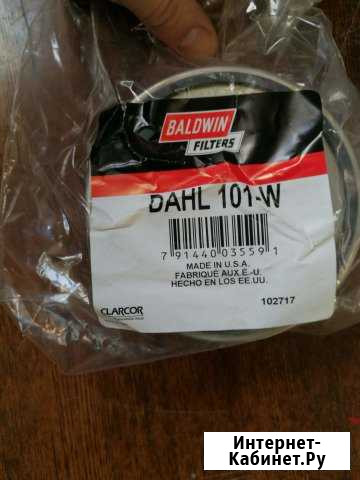 BALDWIN
FILTERS
DAHL 101-W
7 91440 03559 1
MADE IN U.S.A.
FABRIQUÉ AUX É.-U.
HECHO EN LOS EE.UU.
102717
CLARCOR
Интернет-
Кабинет.Ру